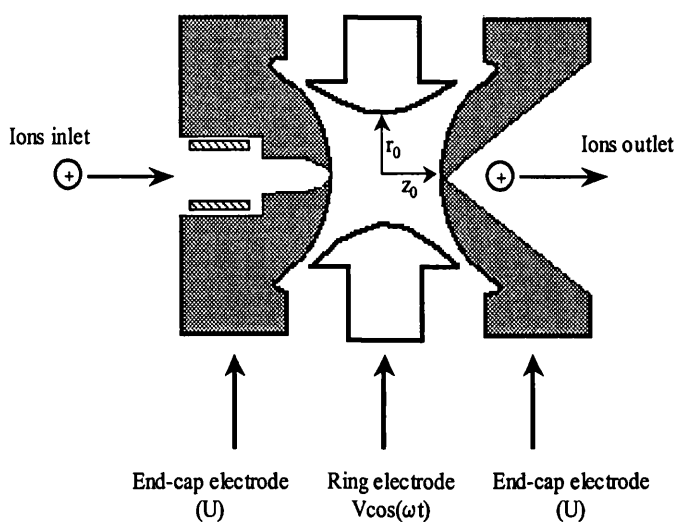 Ions inlet
+
r0
z0
+
Ions outlet
End-cap electrode
(U)
Ring electrode
Vcos(ωt)
End-cap electrode
(U)